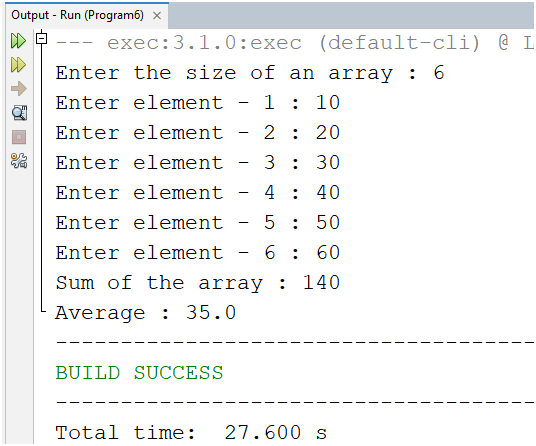 Output - Run (Program6) ×
--- exec:3.1.0:exec (default-cli) @ L
Enter the size of an array : 6
Enter element - 1 : 10
Enter element - 2 : 20
Enter element - 3 : 30
Enter element - 4 : 40
Enter element - 5 : 50
Enter element - 6 : 60
Sum of the array : 140
Average : 35.0
------------------------------------
BUILD SUCCESS
------------------------------------
Total time:  27.600 s